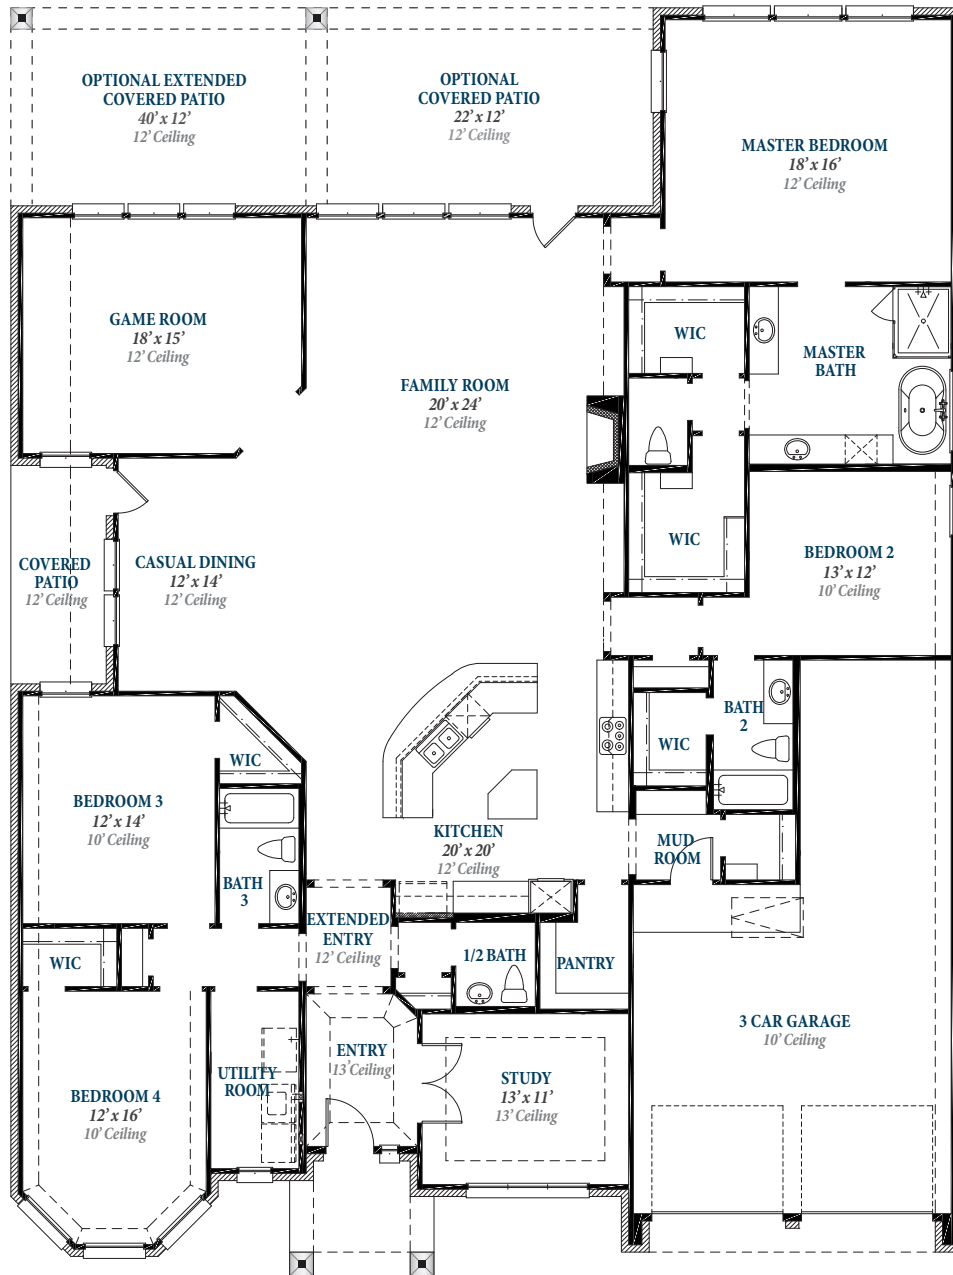 OPTIONAL EXTENDED
COVERED PATIO
40’ x 12’
12’ Ceiling
OPTIONAL
COVERED PATIO
22’ x 12’
12’ Ceiling
MASTER BEDROOM
18’ x 16’
12’ Ceiling
GAME ROOM
18’ x 15’
12’ Ceiling
WIC
MASTER
BATH
FAMILY ROOM
20’ x 24’
12’ Ceiling
COVERED
PATIO
12’ Ceiling
CASUAL DINING
12’ x 14’
12’ Ceiling
WIC
BEDROOM 2
13’ x 12’
10’ Ceiling
BATH
2
WIC
WIC
BEDROOM 3
12’ x 14’
10’ Ceiling
KITCHEN
20’ x 20’
12’ Ceiling
MUD
ROOM
BATH
3
EXTENDED
ENTRY
12’ Ceiling
WIC
1/2 BATH
PANTRY
3 CAR GARAGE
10’ Ceiling
ENTRY
13’ Ceiling
UTILITY
ROOM
STUDY
13’ x 11’
13’ Ceiling
BEDROOM 4
12’ x 16’
10’ Ceiling